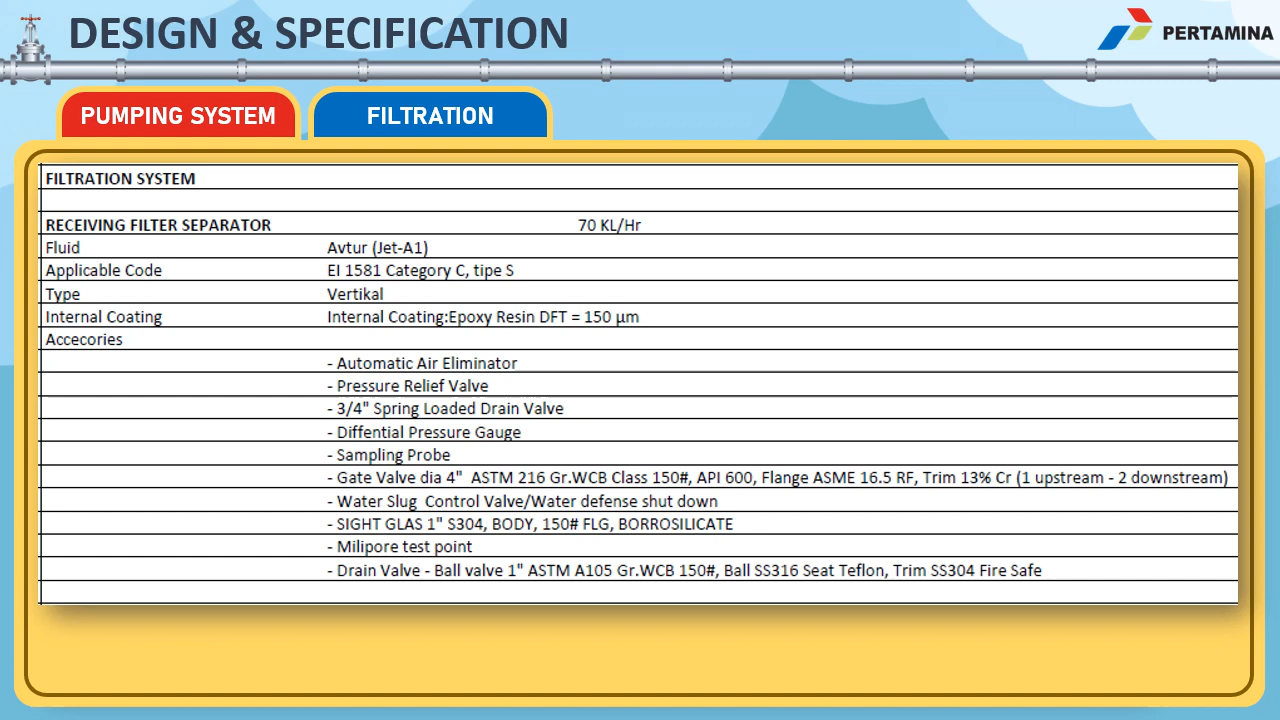 DESIGN & SPECIFICATION
PERTAMINA
PUMPING SYSTEM
FILTRATION
FILTRATION SYSTEM
RECEIVING FILTER SEPARATOR 70 KL/Hr
Fluid Avtur (Jet-A1)
Applicable Code EI 1581 Category C, tipe S
Type Vertikal
Internal Coating Internal Coating:Epoxy Resin DFT = 150 µm
Accecories
- Automatic Air Eliminator
- Pressure Relief Valve
- 3/4" Spring Loaded Drain Valve
- Diffential Pressure Gauge
- Sampling Probe
- Gate Valve dia 4" ASTM 216 Gr.WCB Class 150#, API 600, Flange ASME 16.5 RF, Trim 13% Cr (1 upstream - 2 downstream)
- Water Slug Control Valve/Water defense shut down
- SIGHT GLAS 1" S304, BODY, 150# FLG, BORROSILICATE
- Milipore test point
- Drain Valve - Ball valve 1" ASTM A105 Gr.WCB 150#, Ball SS316 Seat Teflon, Trim SS304 Fire Safe